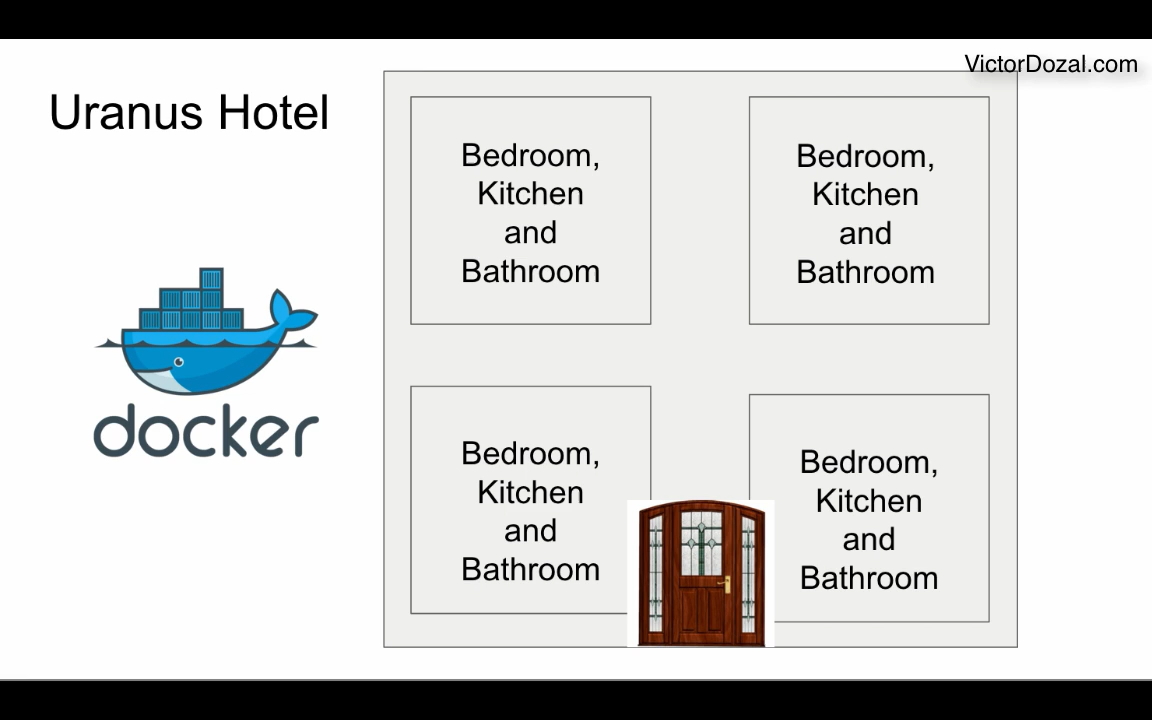 VictorDozal.com
Uranus Hotel
Bedroom,
Kitchen
and
Bathroom
Bedroom,
Kitchen
and
Bathroom
docker
Bedroom,
Kitchen
and
Bathroom
Bedroom,
Kitchen
and
Bathroom